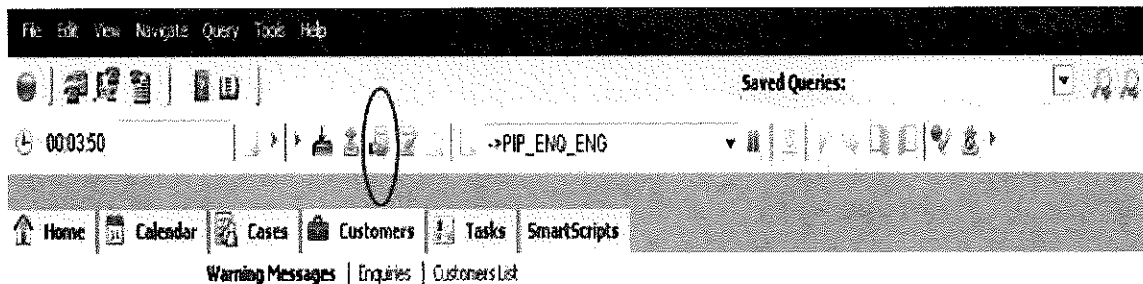 File Edit View Navigate Query Tools Help
Saved Queries:
00:03:50 ->PIP_ENQ_ENG
Home Calendar Cases Customers Tasks SmartScripts
Warning Messages | Enquiries | Customers List